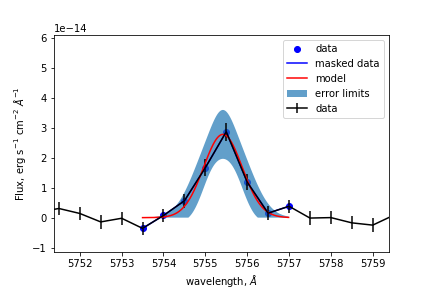 1e−14
6
5
4
3
2
1
0
−1
Flux, erg s⁻¹ cm⁻² Å⁻¹
data
masked data
model
error limits
data
5752 5753 5754 5755 5756 5757 5758 5759
wavelength, Å